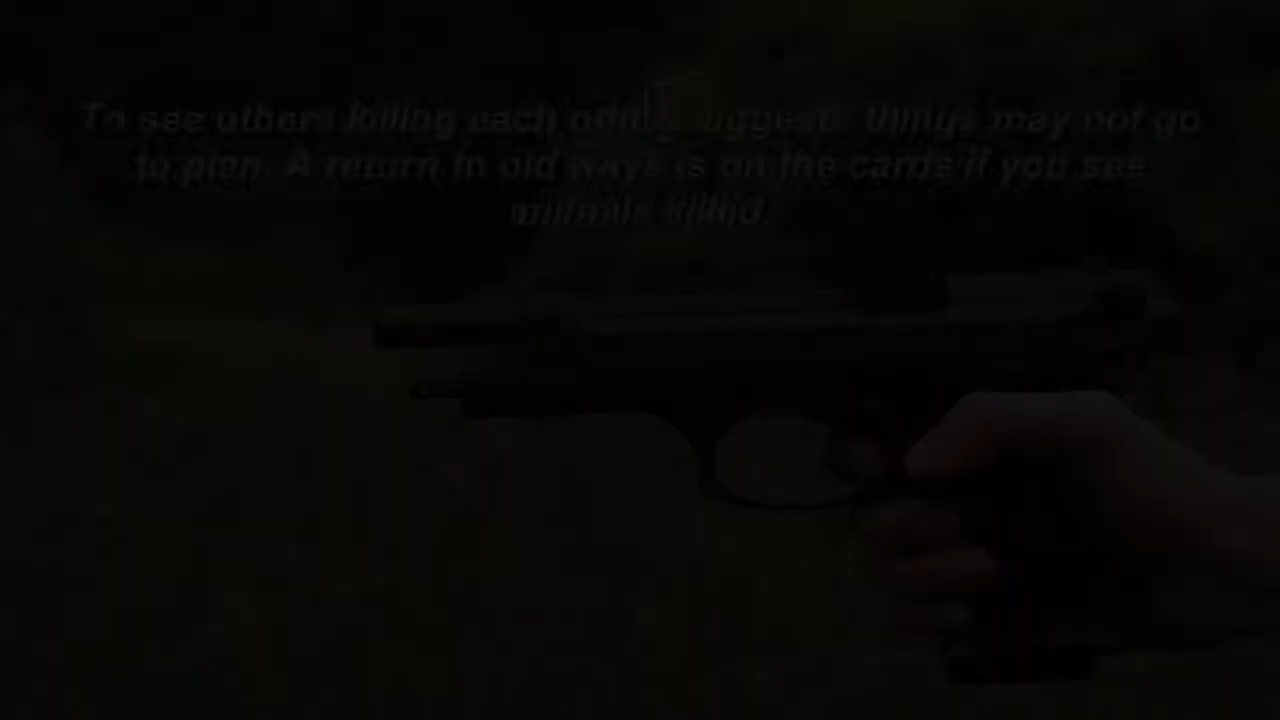 To see others killing each other suggests things may not go
to plan. A return to old ways is on the cards if you see
animals killed.